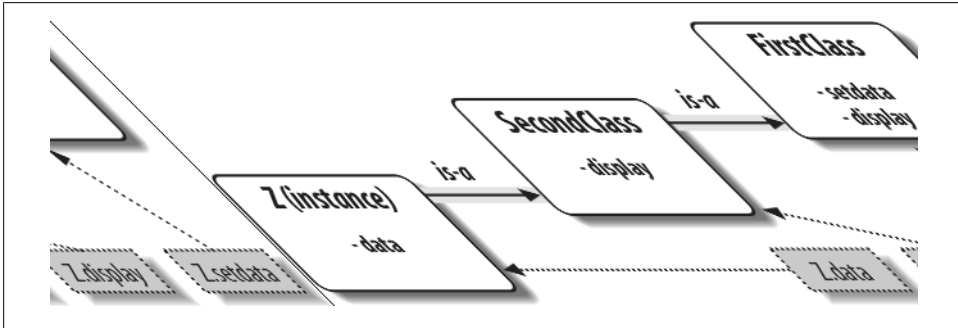 FirstClass
- setdata
- display
is-a
SecondClass
- display
is-a
Z (instance)
- data
Z.display
Z.setdata
Z.data